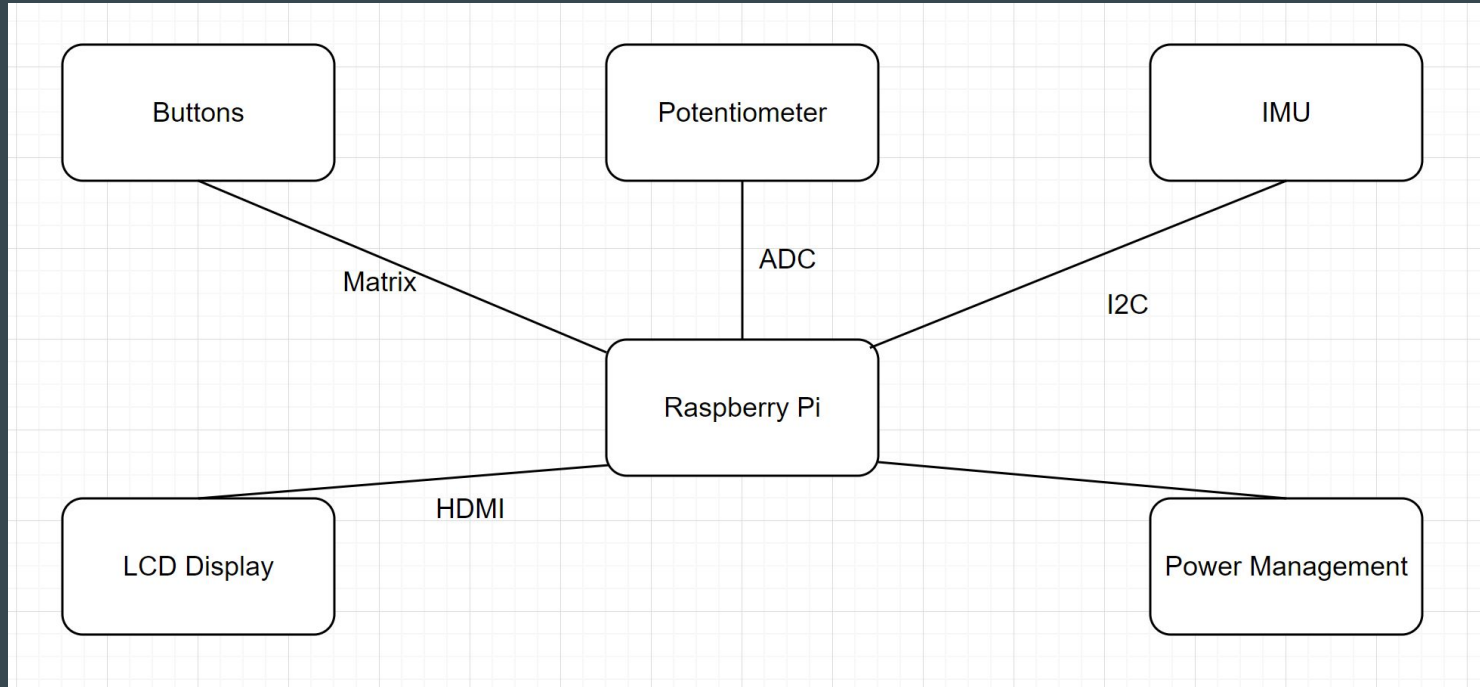 Buttons
Potentiometer
IMU
Matrix
ADC
I2C
Raspberry Pi
HDMI
LCD Display
Power Management